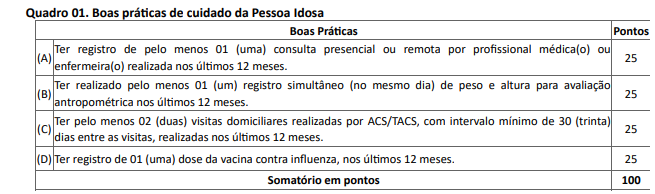 Quadro 01. Boas práticas de cuidado da Pessoa Idosa
Boas Práticas Pontos
(A) Ter registro de pelo menos 01 (uma) consulta presencial ou remota por profissional médica(o) ou
enfermeira(o) realizada nos últimos 12 meses. 25
(B) Ter realizado pelo menos 01 (um) registro simultâneo (no mesmo dia) de peso e altura para avaliação
antropométrica nos últimos 12 meses. 25
(C) Ter pelo menos 02 (duas) visitas domiciliares realizadas por ACS/TACS, com intervalo mínimo de 30 (trinta)
dias entre as visitas, realizadas nos últimos 12 meses. 25
(D) Ter registro de 01 (uma) dose da vacina contra influenza, nos últimos 12 meses. 25
Somatório em pontos 100